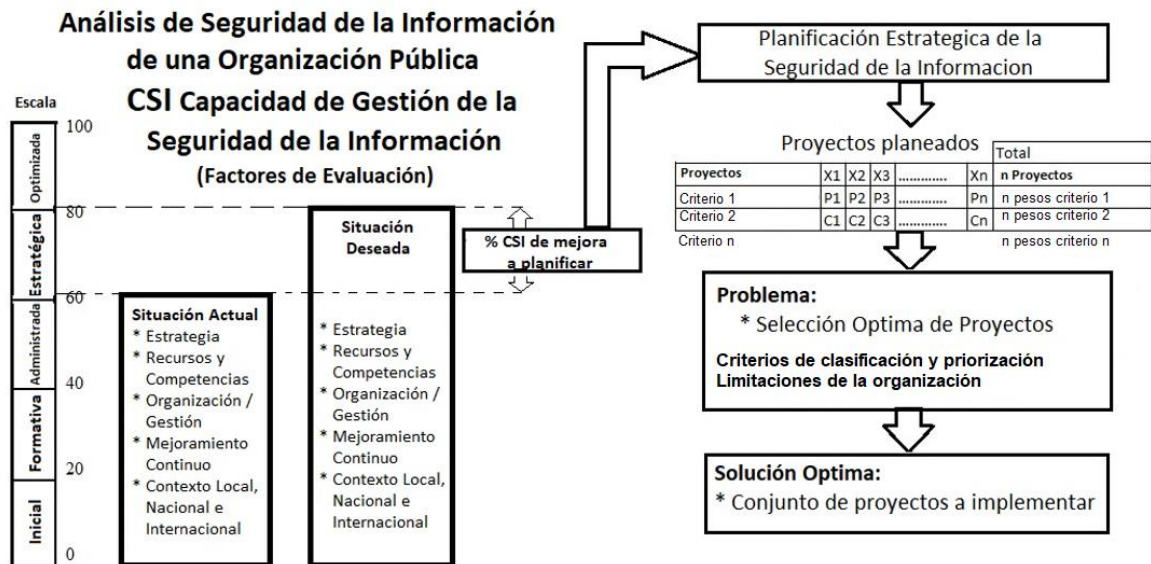 Análisis de Seguridad de la Información
de una Organización Pública
CSI Capacidad de Gestión de la
Seguridad de la Información
(Factores de Evaluación)
Escala
100
80
60
40
20
0
Optimizada
Estratégica
Administrada
Formativa
Inicial
Situación Actual
* Estrategia
* Recursos y
Competencias
* Organización /
Gestión
* Mejoramiento
Continuo
* Contexto Local,
Nacional e
Internacional
Situación
Deseada
* Estrategia
* Recursos y
Competencias
* Organización /
Gestión
* Mejoramiento
Continuo
* Contexto Local,
Nacional e
Internacional
% CSI de mejora
a planificar
Planificación Estrategica de la
Seguridad de la Informacion
Proyectos planeados
Total
Proyectos X1 X2 X3 ............. Xn n Proyectos
Criterio 1 P1 P2 P3 ............. Pn n pesos criterio 1
Criterio 2 C1 C2 C3 ............. Cn n pesos criterio 2
Criterio n n pesos criterio n
Problema:
* Selección Optima de Proyectos
Criterios de clasificación y priorización
Limitaciones de la organización
Solución Optima:
* Conjunto de proyectos a implementar